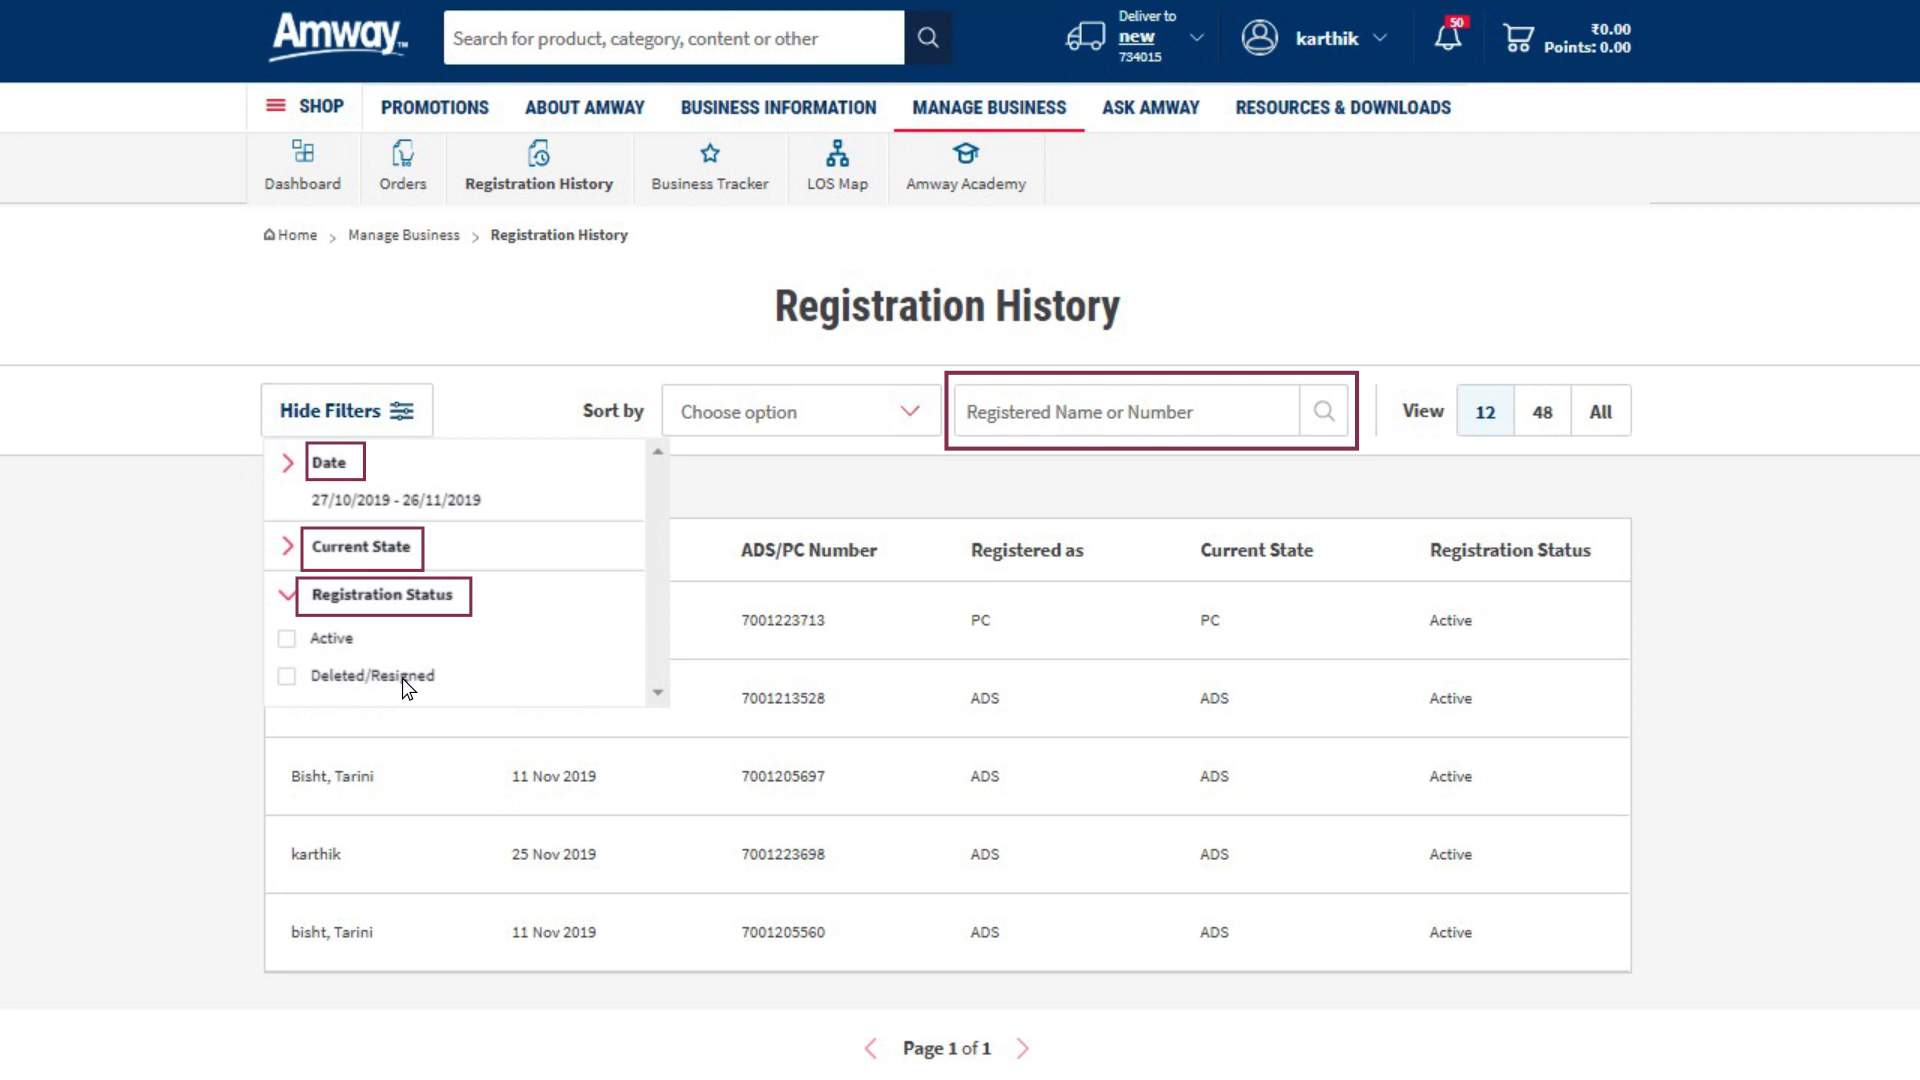 Amway™
Search for product, category, content or other
Deliver to
new
734015
karthik
50
₹0.00
Points: 0.00
SHOP
PROMOTIONS
ABOUT AMWAY
BUSINESS INFORMATION
MANAGE BUSINESS
ASK AMWAY
RESOURCES & DOWNLOADS
Dashboard
Orders
Registration History
Business Tracker
LOS Map
Amway Academy
Home > Manage Business > Registration History
Registration History
Hide Filters
Sort by
Choose option
Registered Name or Number
View
12
48
All
Date
27/10/2019 - 26/11/2019
Current State
Registration Status
Active
Deleted/Resigned
ADS/PC Number Registered as Current State Registration Status
7001223713 PC PC Active
7001213528 ADS ADS Active
Bisht, Tarini 11 Nov 2019 7001205697 ADS ADS Active
karthik 25 Nov 2019 7001223698 ADS ADS Active
bisht, Tarini 11 Nov 2019 7001205560 ADS ADS Active
Page 1 of 1